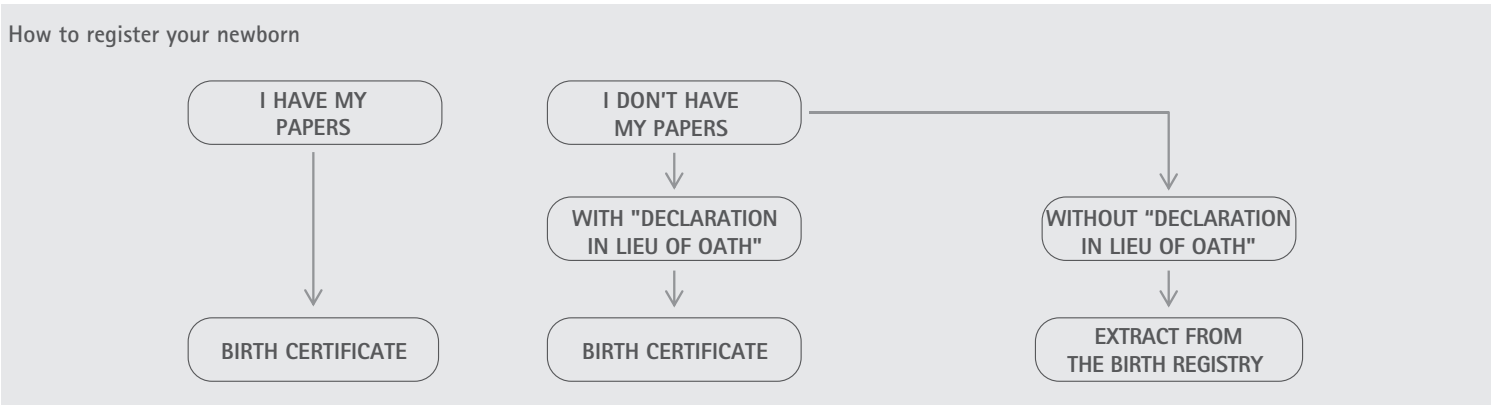 How to register your newborn
I HAVE MY
PAPERS
I DON'T HAVE
MY PAPERS
WITH "DECLARATION
IN LIEU OF OATH"
WITHOUT “DECLARATION
IN LIEU OF OATH"
BIRTH CERTIFICATE
BIRTH CERTIFICATE
EXTRACT FROM
THE BIRTH REGISTRY